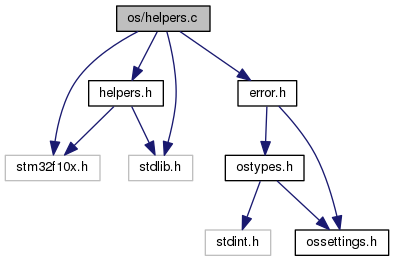 os/helpers.c
helpers.h
error.h
stm32f10x.h
stdlib.h
ostypes.h
stdint.h
ossettings.h